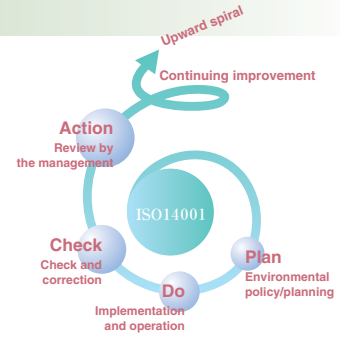 Upward spiral
Continuing improvement
Action
Review by
the management
ISO14001
Check
Check and
correction
Plan
Environmental
policy/planning
Do
Implementation
and operation